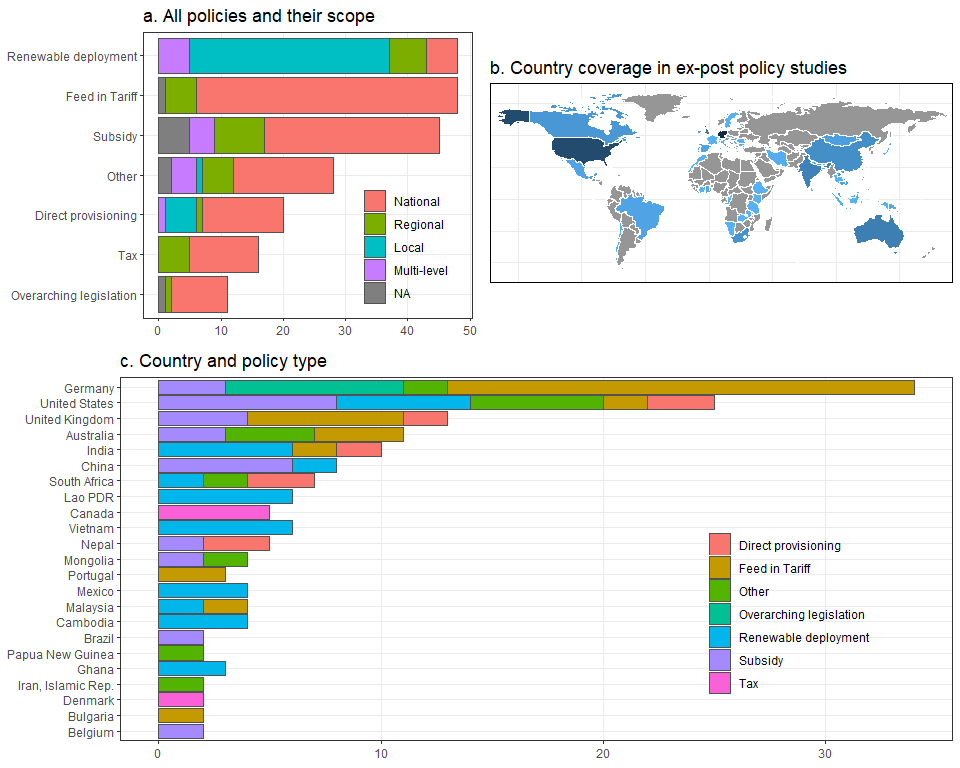 a. All policies and their scope
Renewable deployment
Feed in Tariff
Subsidy
Other
Direct provisioning
Tax
Overarching legislation
National
Regional
Local
Multi-level
NA
0 10 20 30 40 50
b. Country coverage in ex-post policy studies
c. Country and policy type
Germany
United States
United Kingdom
Australia
India
China
South Africa
Lao PDR
Canada
Vietnam
Nepal
Mongolia
Portugal
Mexico
Malaysia
Cambodia
Brazil
Papua New Guinea
Ghana
Iran, Islamic Rep.
Denmark
Bulgaria
Belgium
Direct provisioning
Feed in Tariff
Other
Overarching legislation
Renewable deployment
Subsidy
Tax
0 10 20 30